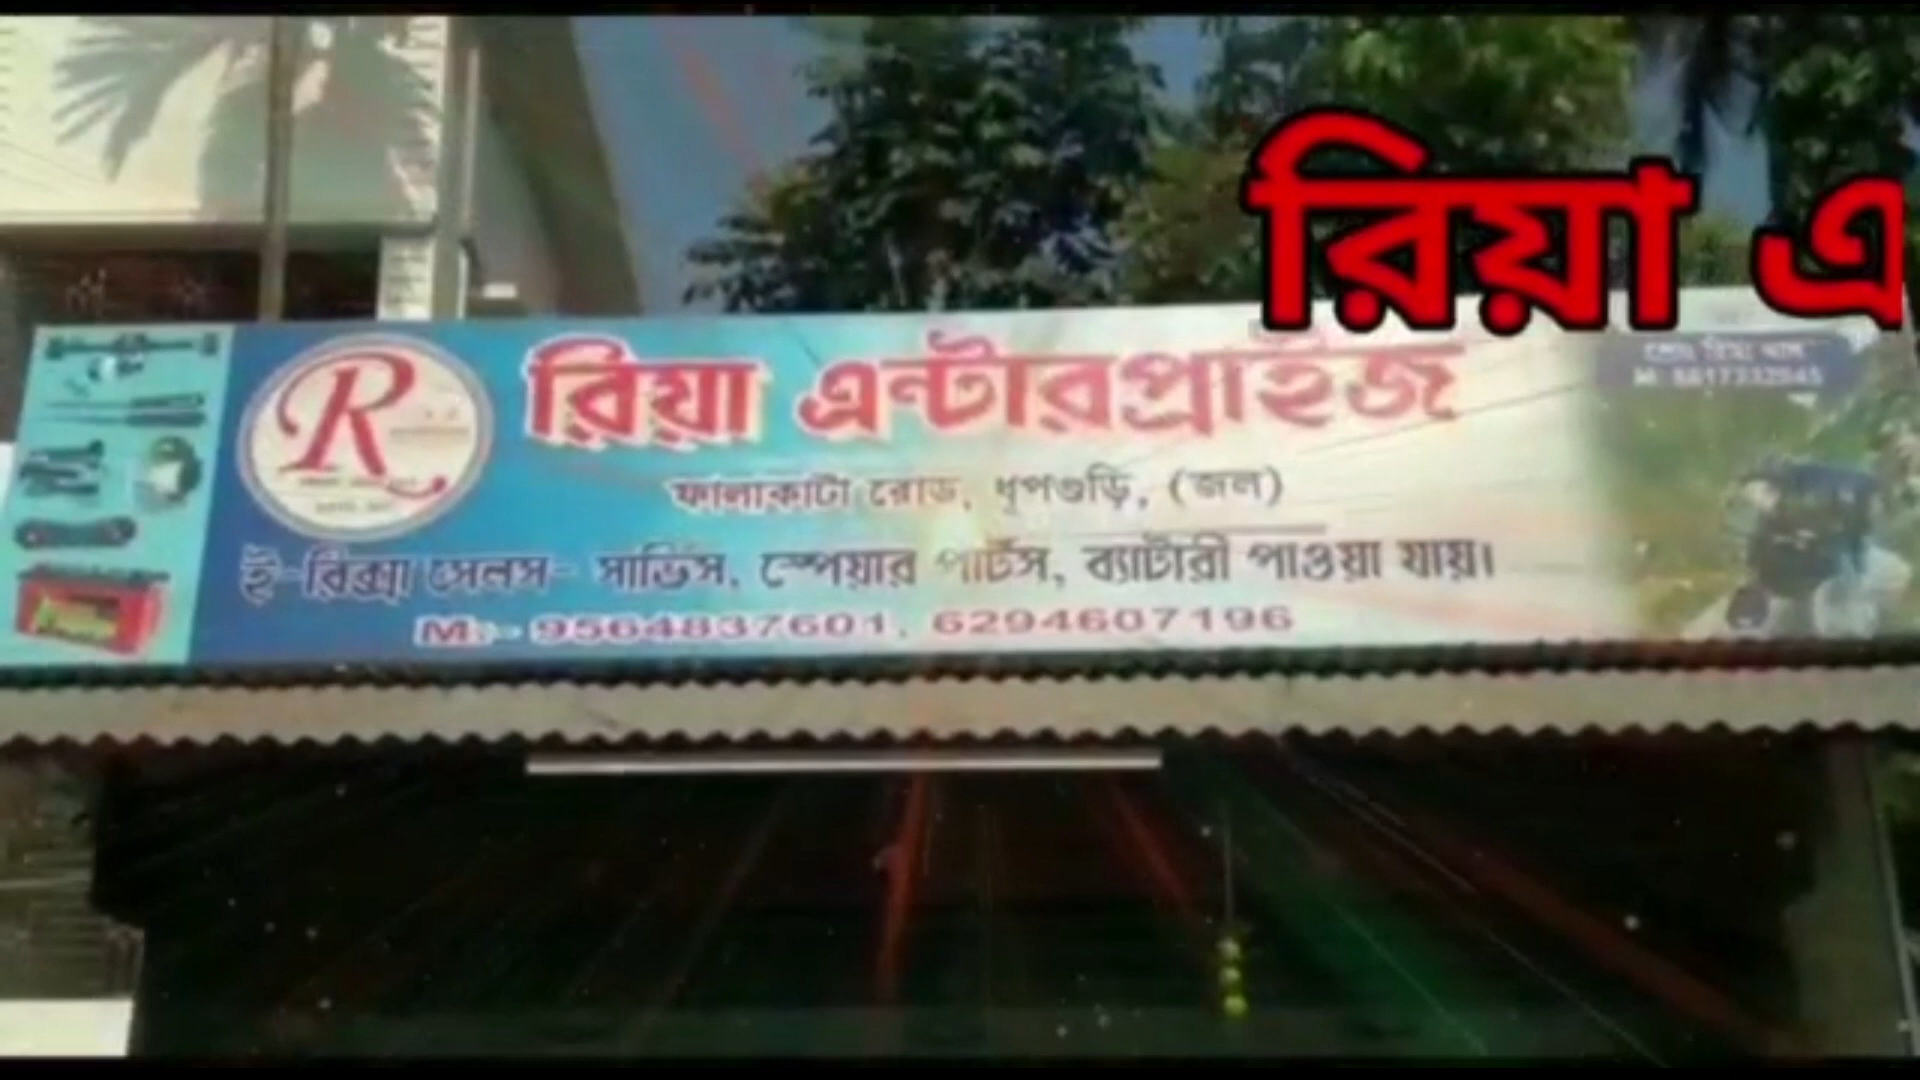 রিয়া এ
রিয়া এন্টারপ্রাইজ
R
ফালাকাটা রোড, ধূপগুড়ি, (জল)
ই-রিক্সা সেলস- সার্ভিস, স্পেয়ার পার্টস, ব্যাটারী পাওয়া যায়।
M:- 9564837601, 6294607196